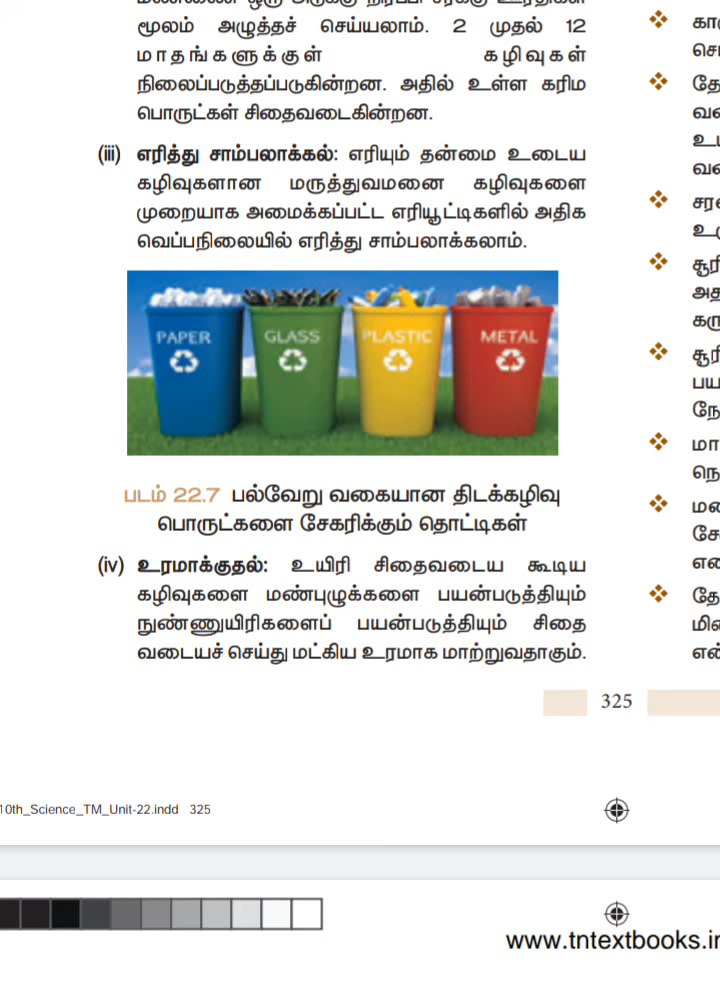 மூலம் அழுத்தச் செய்யலாம். 2 முதல் 12
மாதங்களுக்குள் கழிவுகள்
நிலைப்படுத்தப்படுகின்றன. அதில் உள்ள கரிம
பொருட்கள் சிதைவடைகின்றன.
(iii) எரித்து சாம்பலாக்கல்: எரியும் தன்மை உடைய
கழிவுகளான மருத்துவமனை கழிவுகளை
முறையாக அமைக்கப்பட்ட எரியூட்டிகளில் அதிக
வெப்பநிலையில் எரித்து சாம்பலாக்கலாம்.
PAPER GLASS PLASTIC METAL
படம் 22.7 பல்வேறு வகையான திடக்கழிவு
பொருட்களை சேகரிக்கும் தொட்டிகள்
(iv) உரமாக்குதல்: உயிரி சிதைவடைய கூடிய
கழிவுகளை மண்புழுக்களை பயன்படுத்தியும்
நுண்ணுயிரிகளைப் பயன்படுத்தியும் சிதை
வடையச் செய்து மட்கிய உரமாக மாற்றுவதாகும்.
325
10th_Science_TM_Unit-22.indd 325
www.tntextbooks.in